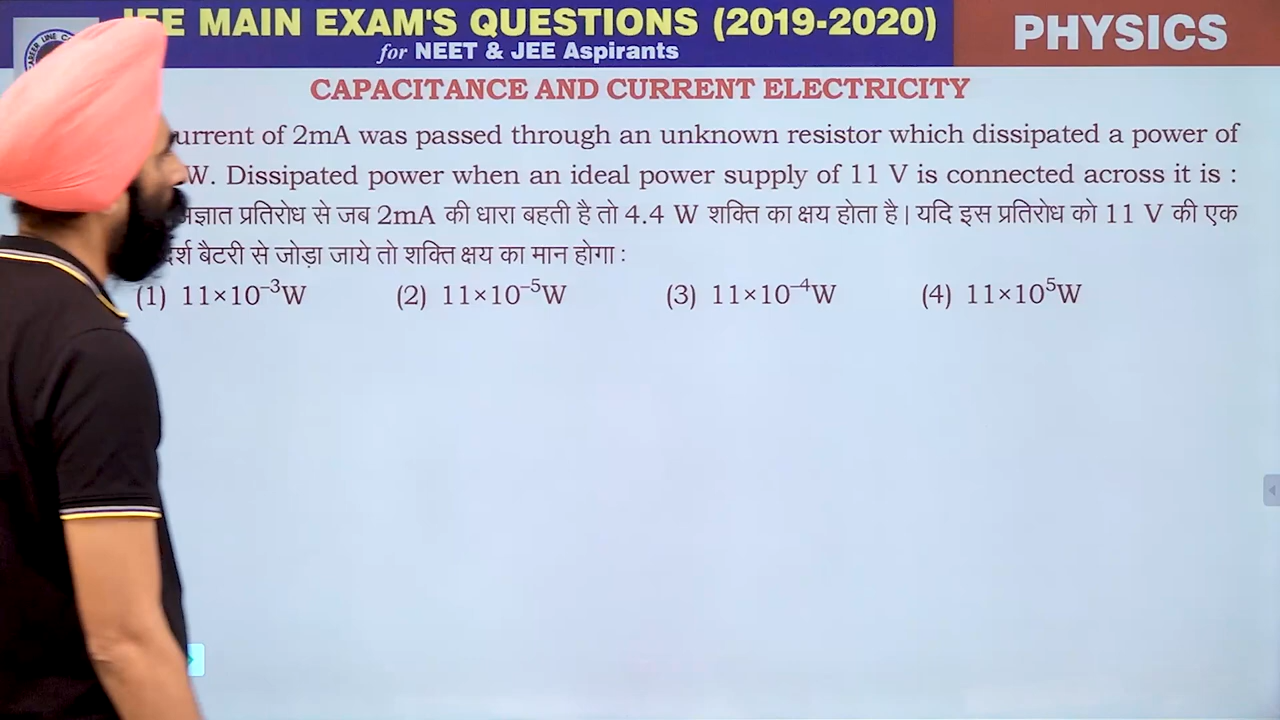 JEE MAIN EXAM'S QUESTIONS (2019-2020)
for NEET & JEE Aspirants
PHYSICS
CAPACITANCE AND CURRENT ELECTRICITY
urrent of 2mA was passed through an unknown resistor which dissipated a power of
W. Dissipated power when an ideal power supply of 11 V is connected across it is :
प्रतिरोध से जब 2mA की धारा बहती है तो 4.4 W शक्ति का क्षय होता है। यदि इस प्रतिरोध को 11 V की एक
बैटरी से जोड़ा जाये तो शक्ति क्षय का मान होगा :
(1) 11×10⁻³W (2) 11×10⁻⁵W (3) 11×10⁻⁴W (4) 11×10⁵W